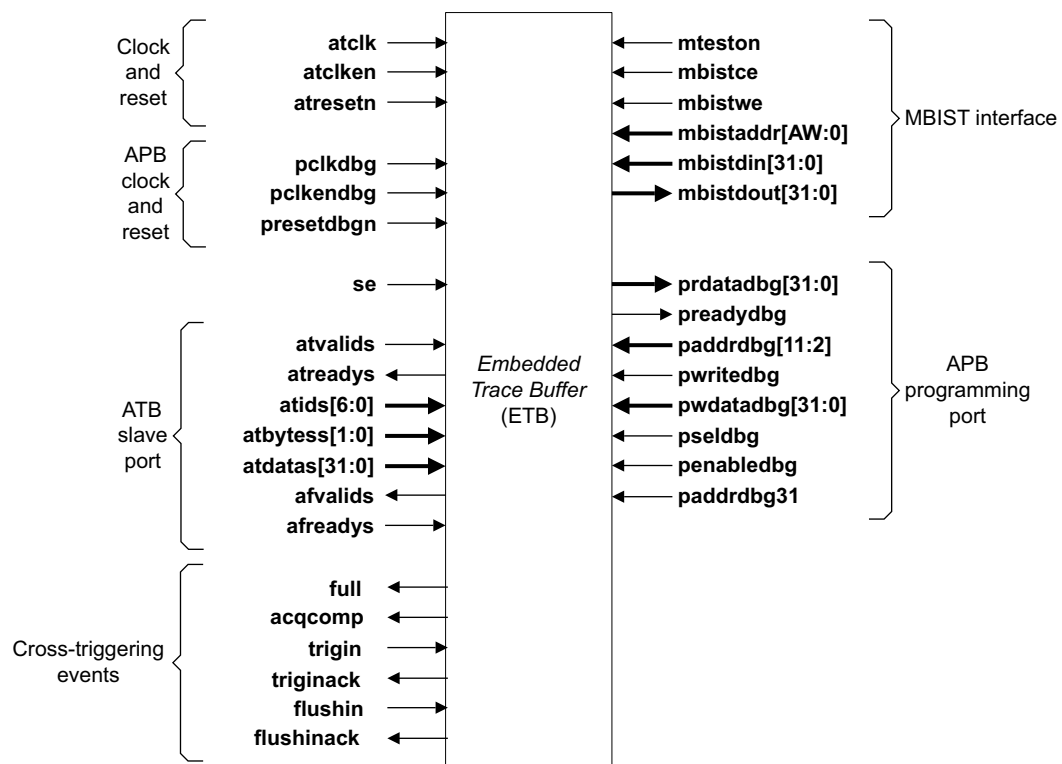 Clock
and
reset
atclk
atclken
atresetn
APB
clock
and
reset
pclkdbg
pclkendbg
presetdbgn
se
ATB
slave
port
atvalids
atreadys
atids[6:0]
atbytess[1:0]
atdatas[31:0]
afvalids
afreadys
Cross-triggering
events
full
acqcomp
trigin
triginack
flushin
flushinack
Embedded
Trace Buffer
(ETB)
mteston
mbistce
mbistwe
mbistaddr[AW:0]
mbistdin[31:0]
mbistdout[31:0]
MBIST interface
prdatadbg[31:0]
preadydbg
paddrdbg[11:2]
pwritedbg
pwdatadbg[31:0]
pseldbg
penabledbg
paddrdbg31
APB
programming
port